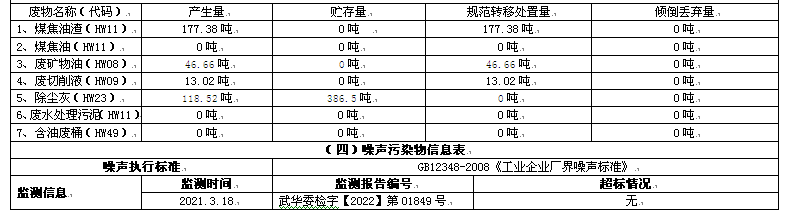 废物名称（代码） 产生量 贮存量 规范转移处置量 倾倒丢弃量
1、煤焦油渣（HW11） 177.38 吨 0 吨 177.38 吨 0 吨
2、煤焦油（HW11） 0 吨 0 吨 0 吨 0 吨
3、废矿物油（HW08） 46.66 吨 0 吨 46.66 吨 0 吨
4、废切削液（HW09） 13.02 吨 0 吨 13.02 吨 0 吨
5、除尘灰（HW23） 118.52 吨 386.5 吨 0 吨 0 吨
6、废水处理污泥（HW11） 0 吨 0 吨 0 吨 0 吨
7、含油废桶（HW49） 0 吨 0 吨 0 吨 0 吨
（四）噪声污染物信息表
噪声执行标准 GB12348-2008《工业企业厂界噪声标准》
监测信息 监测时间 监测报告编号 超标情况
2021.3.18 武华委检字【2022】第 01849 号 无